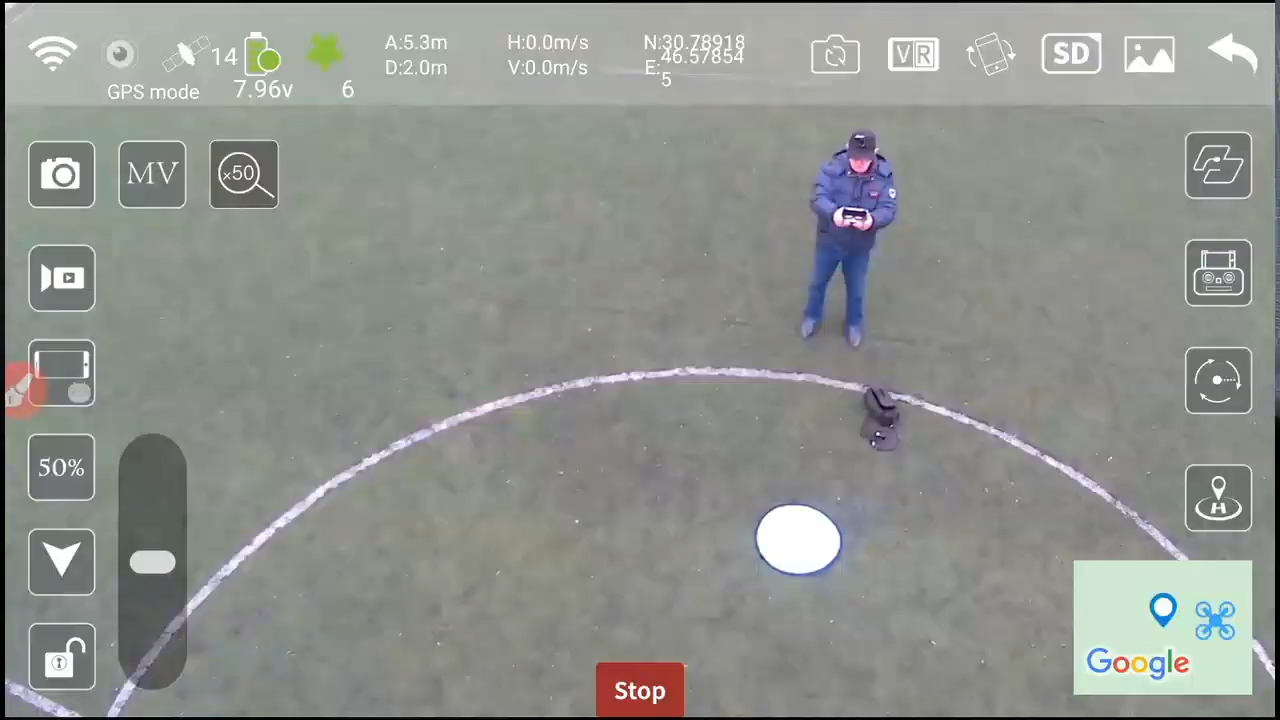 14
GPS mode
7.96v
6
A:5.3m
D:2.0m
H:0.0m/s
V:0.0m/s
N:30.78918
E:46.57854
5
VR
SD
MV
×50
50%
H
Google
Stop